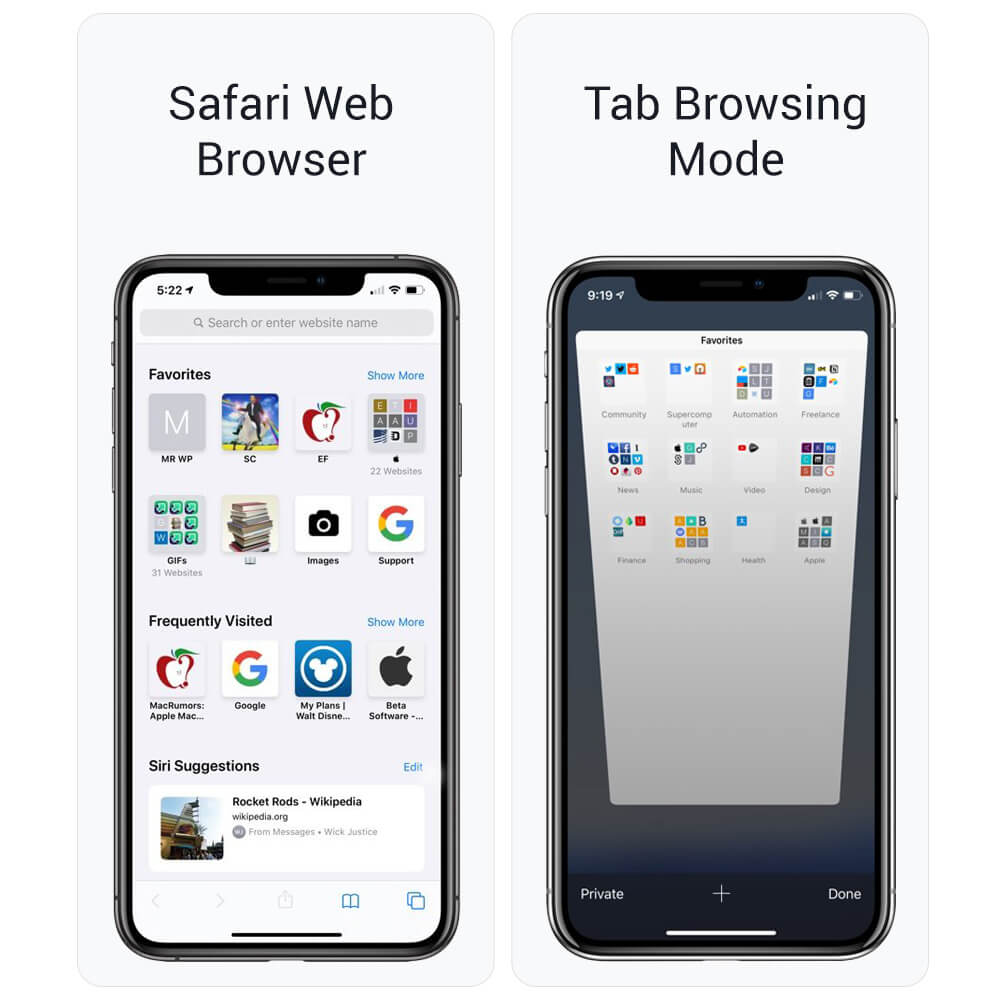 Safari Web
Browser
5:22
Search or enter website name
Favorites
Show More
M
E T I
A A U
D P
MR WP
SC
EF
22 Websites
W
G
GIFs
Images
Support
31 Websites
Frequently Visited
Show More
MacRumors:
Apple Mac...
Google
My Plans |
Walt Disne...
Beta
Software -...
Siri Suggestions
Edit
Rocket Rods - Wikipedia
wikipedia.org
WJ From Messages • Wick Justice
Tab Browsing
Mode
9:19
Favorites
Community
Supercomp
uter
Automation
Freelance
News
Music
Video
Design
Finance
Shopping
Health
Apple
Private
Done